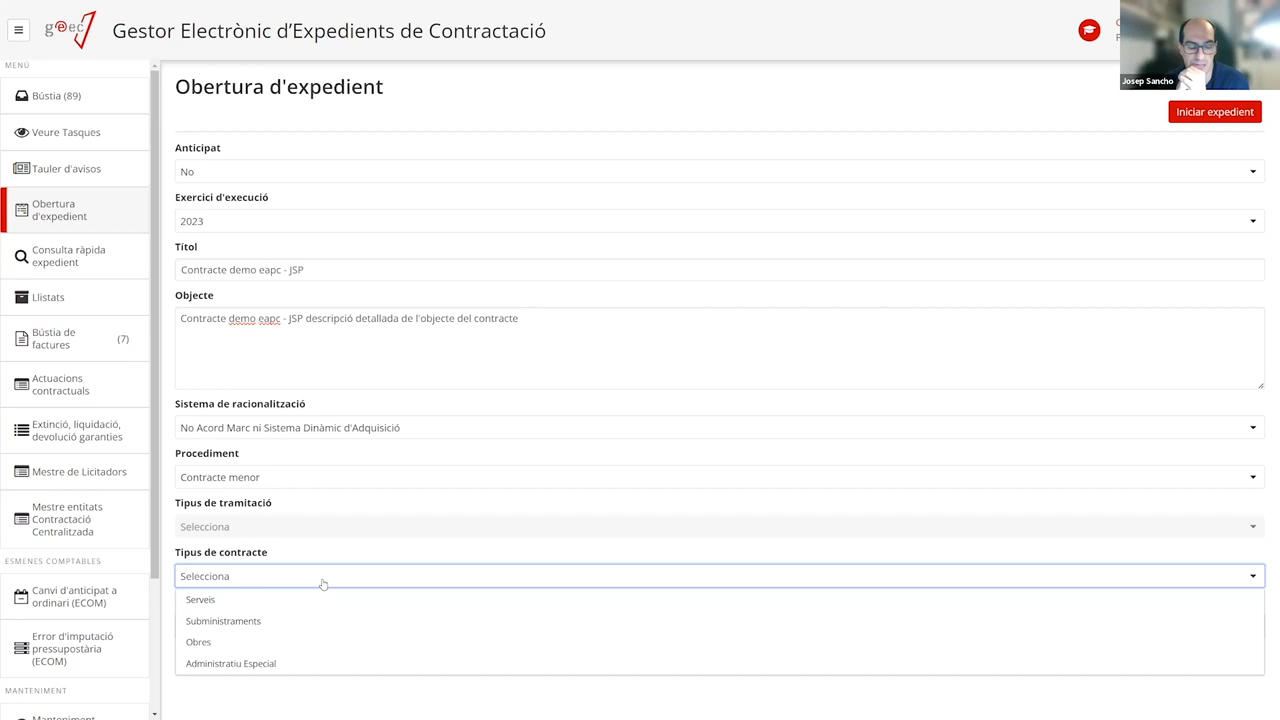 geec
Gestor Electrònic d'Expedients de Contractació
Josep Sancho
MENÚ
Bústia (89)
Veure Tasques
Tauler d'avisos
Obertura
d'expedient
Consulta ràpida
expedient
Llistats
Bústia de
factures
(7)
Actuacions
contractuals
Extinció, liquidació,
devolució garanties
Mestre de Licitadors
Mestre entitats
Contractació
Centralitzada
ESMENES COMPTABLES
Canvi d'anticipat a
ordinari (ECOM)
Error d'imputació
pressupostària
(ECOM)
MANTENIMENT
Manteniment
Obertura d'expedient
Iniciar expedient
Anticipat
No
Exercici d'execució
2023
Títol
Contracte demo eapc - JSP
Objecte
Contracte demo eapc - JSP descripció detallada de l'objecte del contracte
Sistema de racionalització
No Acord Marc ni Sistema Dinàmic d'Adquisició
Procediment
Contracte menor
Tipus de tramitació
Selecciona
Tipus de contracte
Selecciona
Serveis
Subministraments
Obres
Administratiu Especial